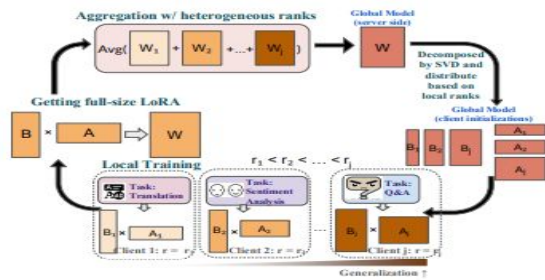 Aggregation w/ heterogeneous ranks
Avg( W₁ + W₂ +...+ Wⱼ )
Global Model
(server side)
W
Decomposed
by SVD and
distribute
based on
local ranks
Global Model
(client initializations)
B₁ B₂ Bⱼ
A₁
A₂
Aⱼ
Getting full-size LoRA
B × A W
Local Training
r₁ < r₂ < ... < rⱼ
Task:
Translation
B₁ × A₁
Client 1: r = r₁
Task:
Sentiment
Analysis
B₂ × A₂
Client 2: r =
...
Task:
Q&A
Bⱼ × Aⱼ
Client j: r = rⱼ
Generalization ↑